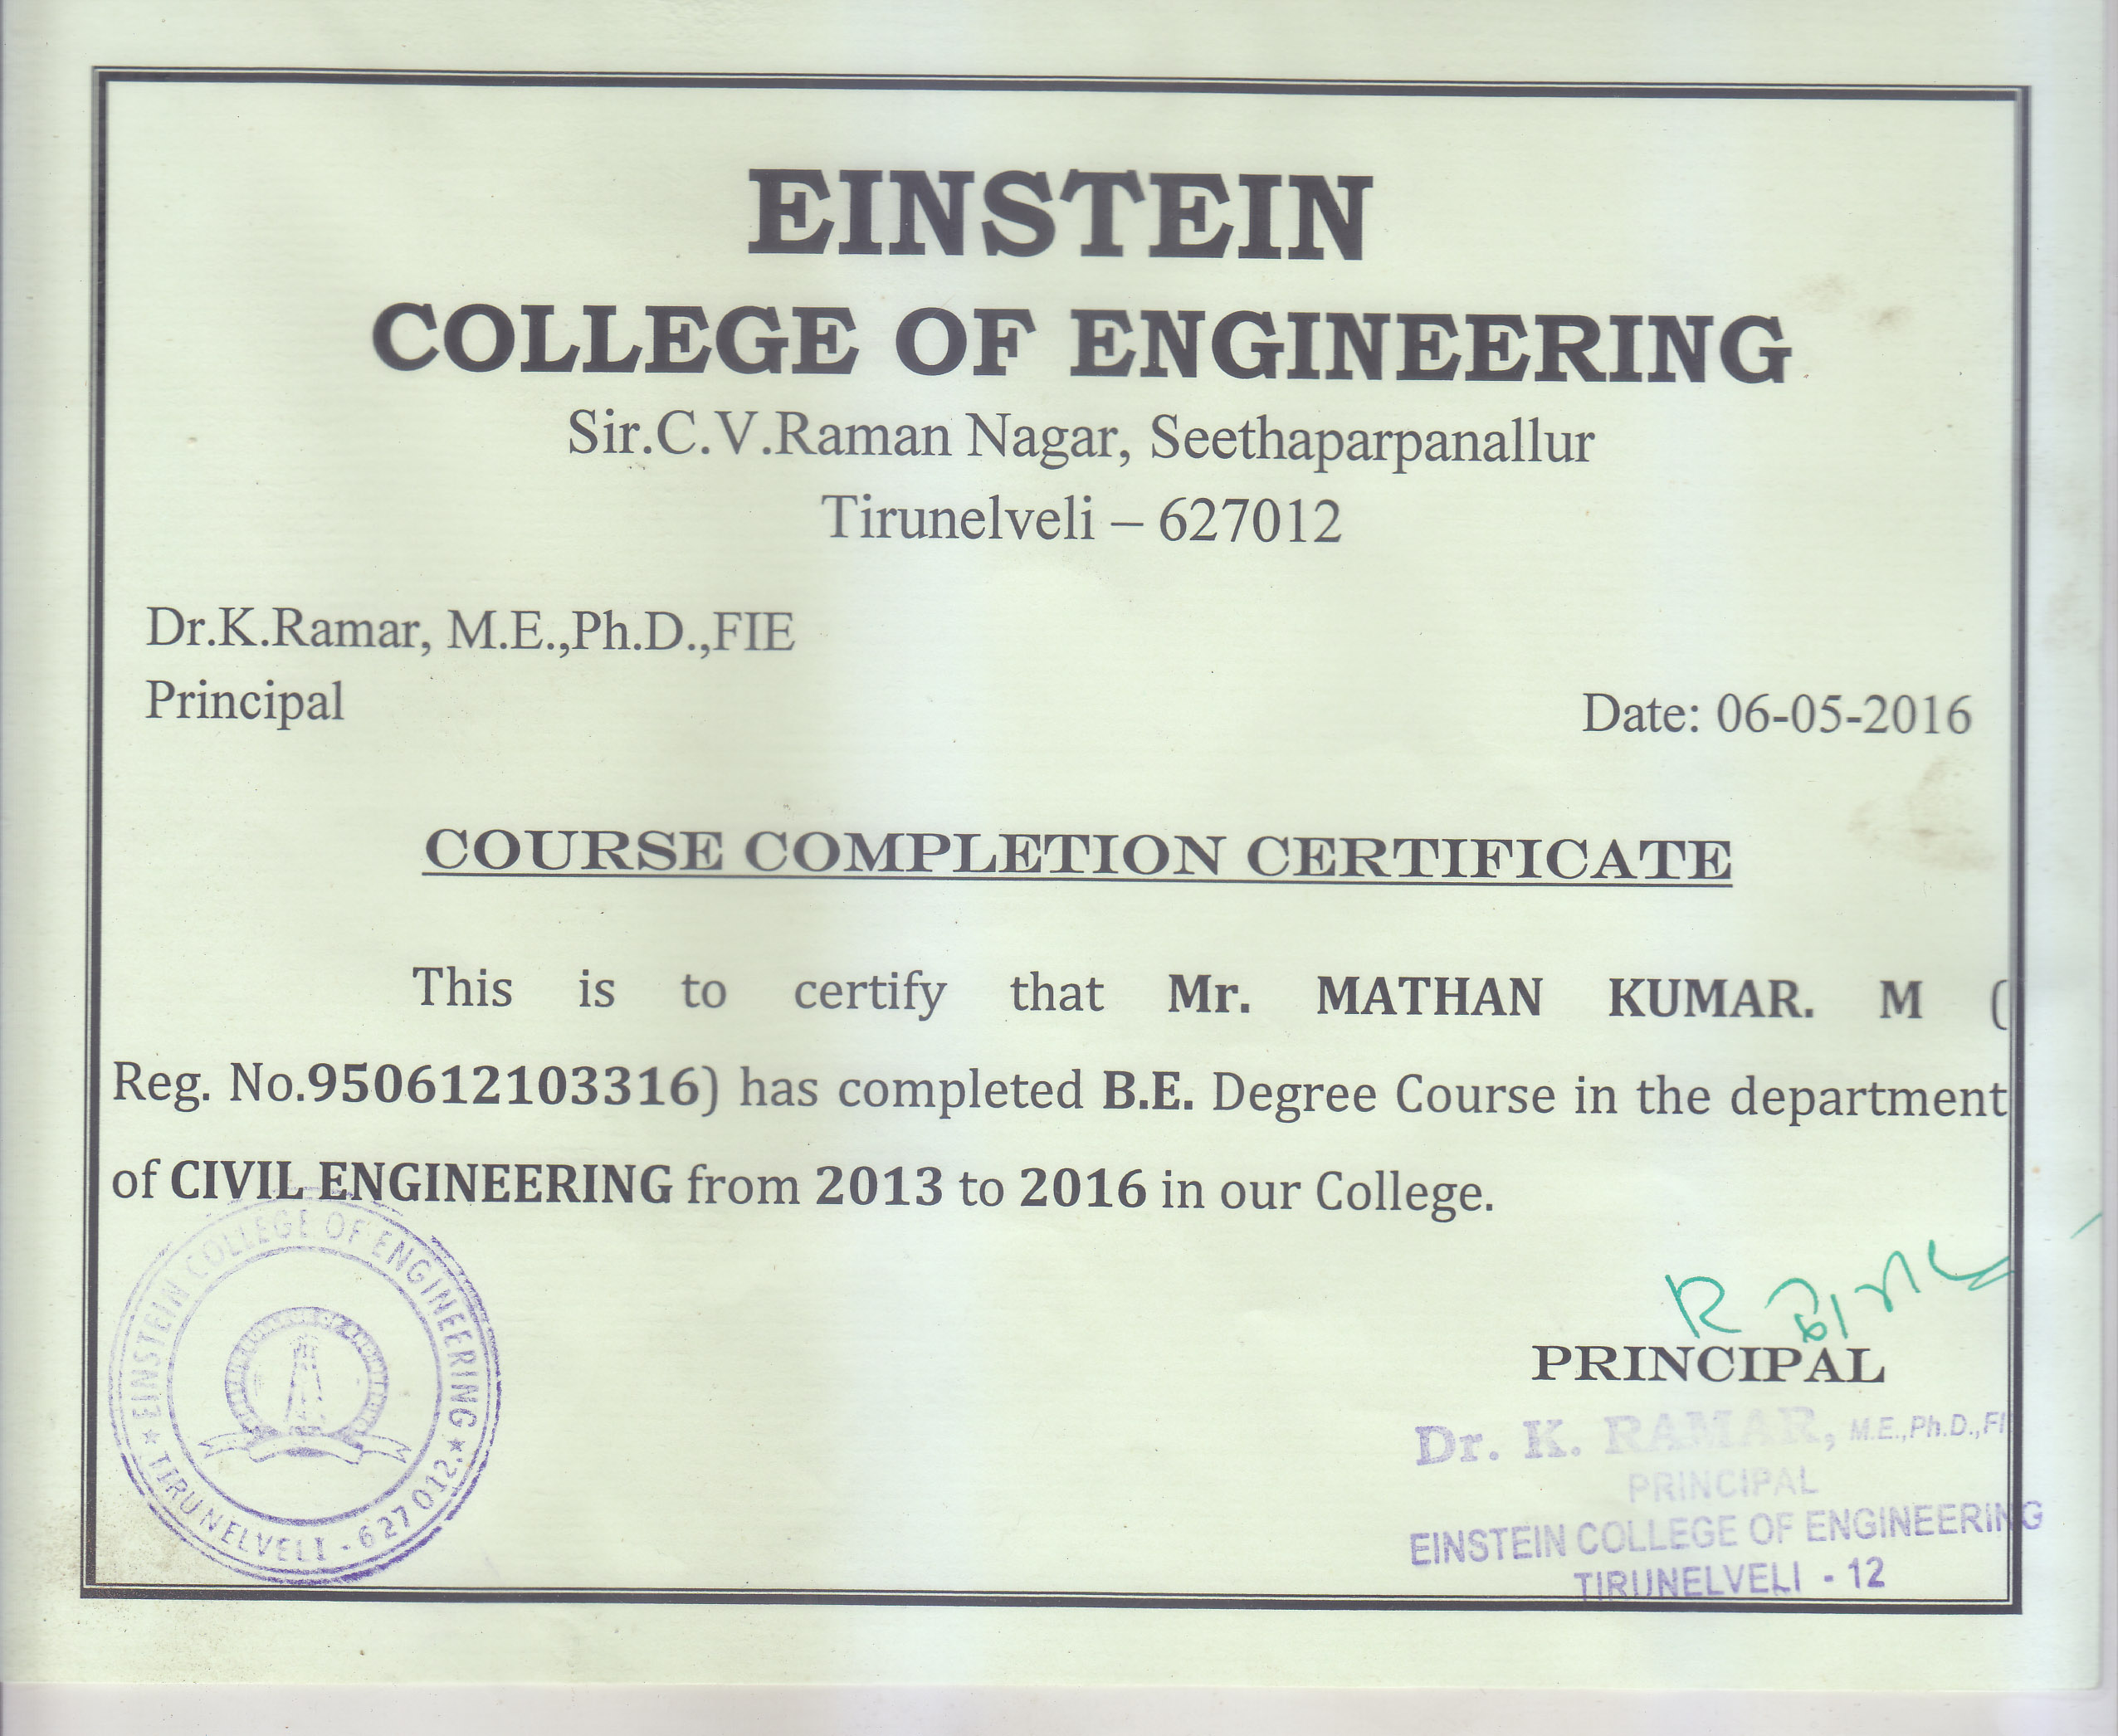 EINSTEIN
COLLEGE OF ENGINEERING
Sir.C.V.Raman Nagar, Seethaparpanallur
Tirunelveli – 627012
Dr.K.Ramar, M.E.,Ph.D.,FIE
Principal
Date: 06-05-2016
COURSE COMPLETION CERTIFICATE
This is to certify that Mr. MATHAN KUMAR. M (
Reg. No.950612103316) has completed B.E. Degree Course in the department
of CIVIL ENGINEERING from 2013 to 2016 in our College.
EINSTEIN COLLEGE OF ENGINEERING
TIRUNELVELI - 627012.
PRINCIPAL
Dr. K. RAMAR, M.E.,Ph.D.,FI
PRINCIPAL
EINSTEIN COLLEGE OF ENGINEERING
TIRUNELVELI - 12